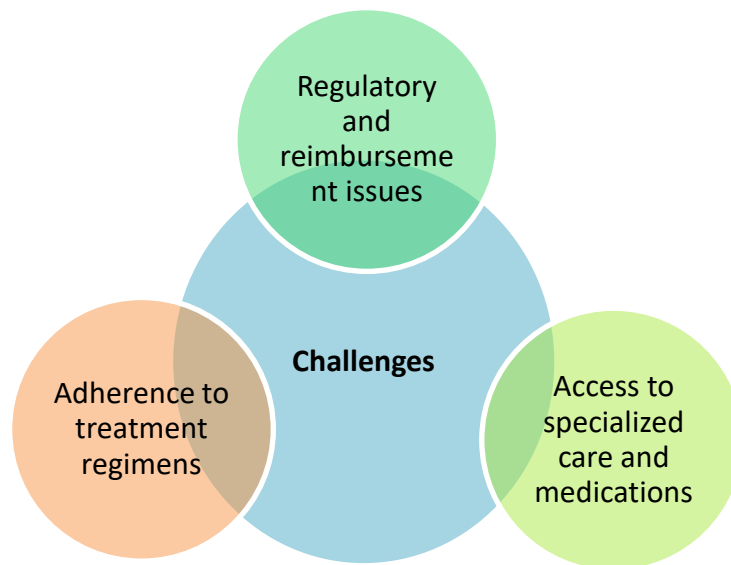 Regulatory
and
reimburseme
nt issues
Challenges
Adherence to
treatment
regimens
Access to
specialized
care and
medications